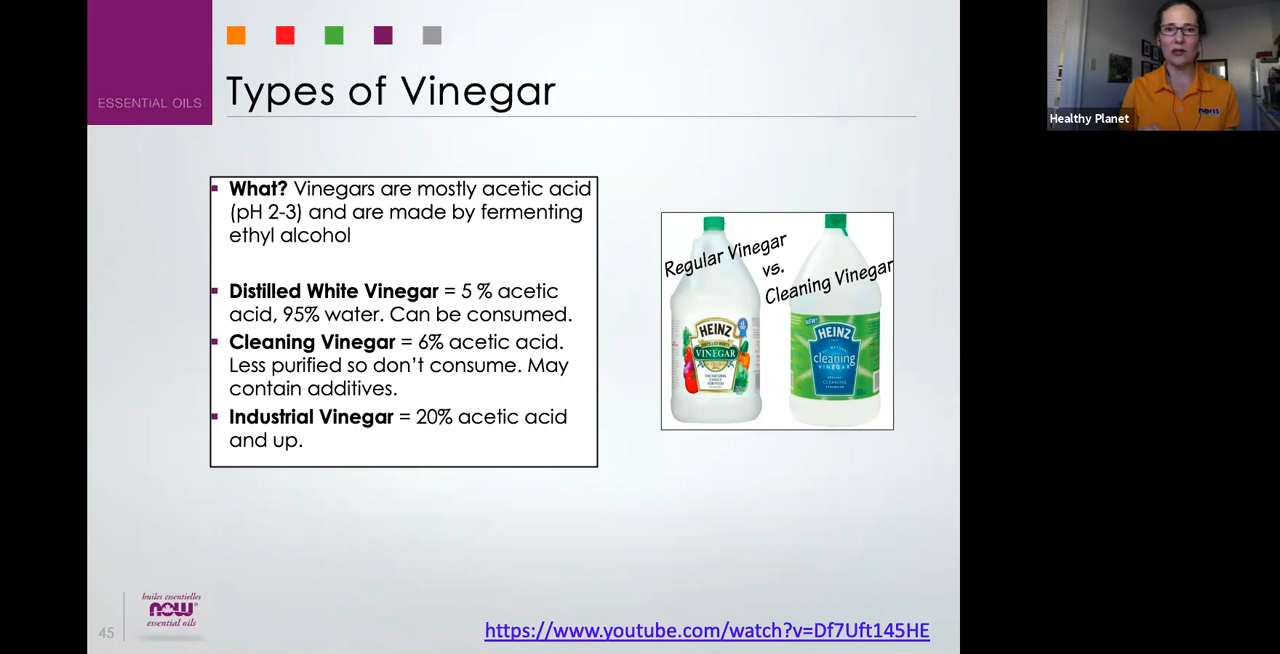 ESSENTIAL OILS
Types of Vinegar
What? Vinegars are mostly acetic acid
(pH 2-3) and are made by fermenting
ethyl alcohol
Distilled White Vinegar = 5 % acetic
acid, 95% water. Can be consumed.
Cleaning Vinegar = 6% acetic acid.
Less purified so don’t consume. May
contain additives.
Industrial Vinegar = 20% acetic acid
and up.
Regular Vinegar
vs.
Cleaning Vinegar
HEINZ
VINEGAR
NEW!
HEINZ
cleaning
VINEGAR
45
huiles essentielles
now
essential oils
https://www.youtube.com/watch?v=Df7Uft145HE
now
Healthy Planet